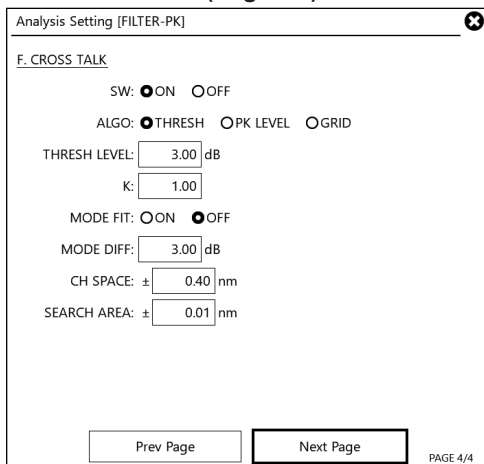 Analysis Setting [FILTER-PK]
F. CROSS TALK
SW: ON OFF
ALGO: THRESH PK LEVEL GRID
THRESH LEVEL: 3.00 dB
K: 1.00
MODE FIT: ON OFF
MODE DIFF: 3.00 dB
CH SPACE: ± 0.40 nm
SEARCH AREA: ± 0.01 nm
Prev Page Next Page PAGE 4/4